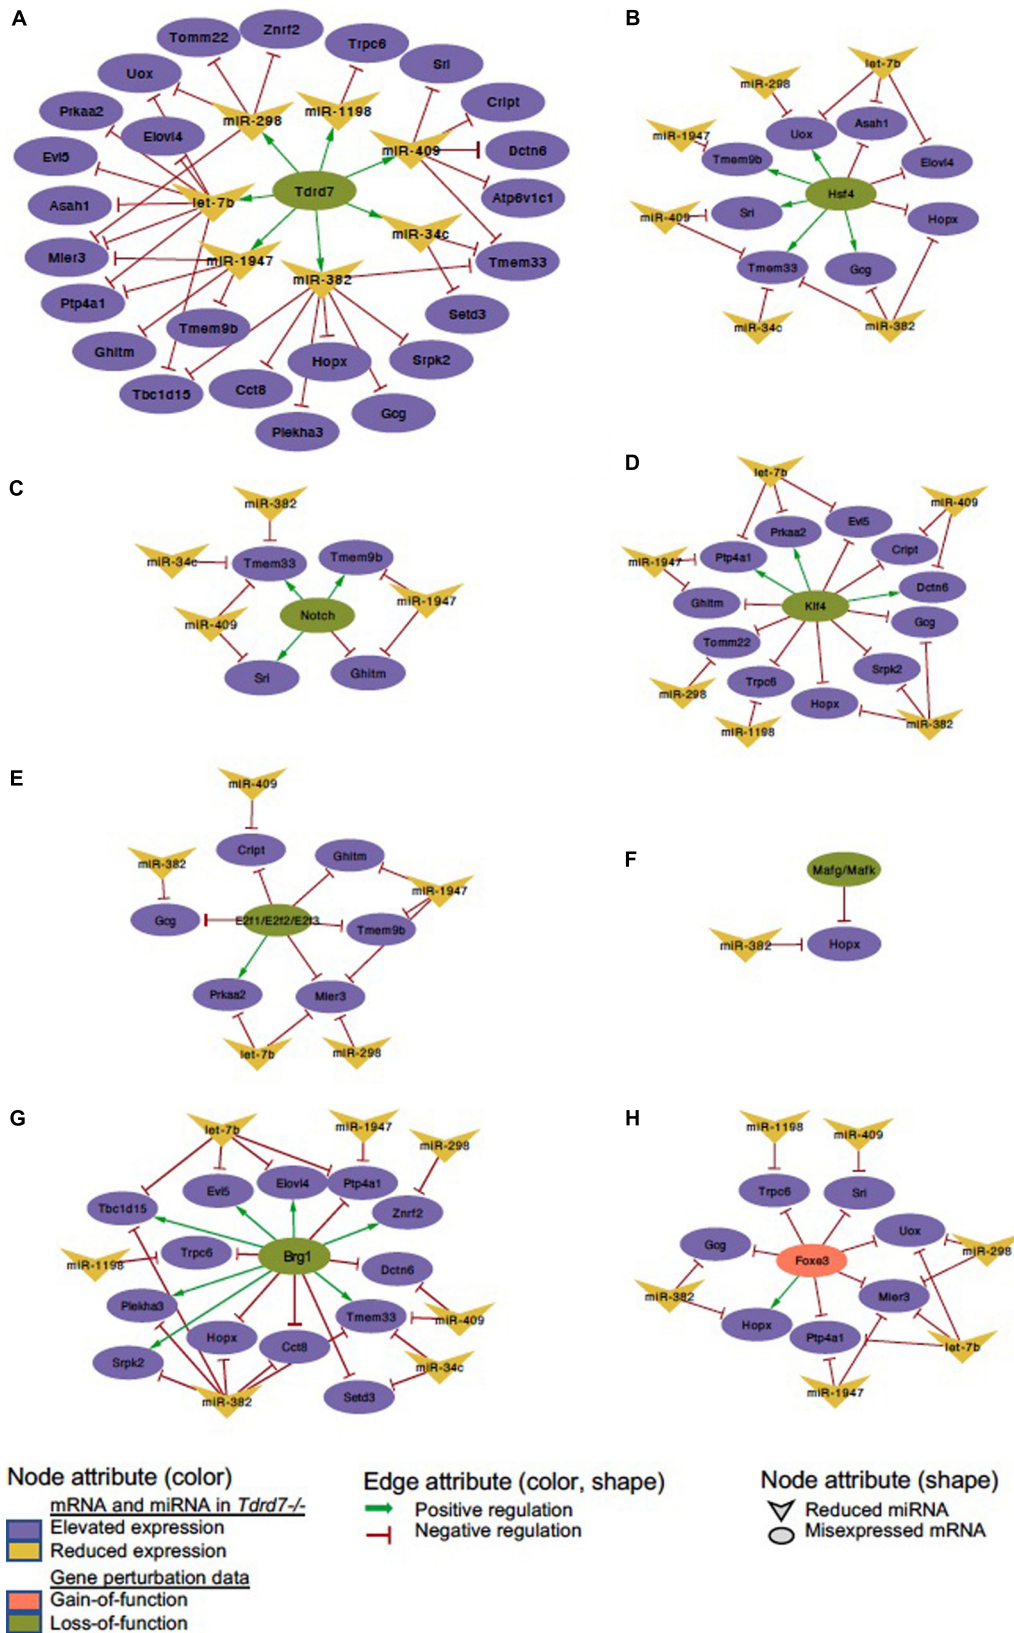 A
Tomm22
Znrf2
Trpc6
Sri
Uox
Cript
Prkaa2
miR-298
miR-1198
Elovl4
miR-409
Dctn6
Evi5
Tdrd7
Atp6v1c1
Asah1
let-7b
miR-34c
Mier3
miR-1947
miR-382
Tmem33
Ptp4a1
Setd3
Tmem9b
Ghitm
Hopx
Srpk2
Tbc1d15
Cct8
Gcg
Plekha3
B
let-7b
miR-298
Asah1
Uox
miR-1947
Tmem9b
Elovl4
Hsf4
miR-409
Sri
Hopx
Tmem33
Gcg
miR-34c
miR-382
C
miR-382
miR-34c
Tmem33
Tmem9b
miR-1947
miR-409
Notch
Sri
Ghitm
D
let-7b
miR-409
Evi5
Prkaa2
Cript
miR-1947
Ptp4a1
Dctn6
Ghitm
Klf4
Gcg
Tomm22
Srpk2
Trpc6
miR-298
Hopx
miR-1198
miR-382
E
miR-409
Cript
Ghitm
miR-382
miR-1947
Gcg
E2f1/E2f2/E2f3
Tmem9b
Prkaa2
Mier3
let-7b
miR-298
F
Mafg/Mafk
miR-382
Hopx
G
let-7b
miR-1947
miR-298
Evi5
Elovl4
Ptp4a1
Tbc1d15
Znrf2
Trpc6
Brg1
miR-1198
Dctn6
Plekha3
Tmem33
miR-409
Hopx
Cct8
Srpk2
miR-34c
Setd3
miR-382
H
miR-1198
miR-409
Trpc6
Sri
Uox
Gcg
miR-298
Foxe3
miR-382
Mier3
Hopx
Ptp4a1
let-7b
miR-1947
Node attribute (color)
mRNA and miRNA in Tdrd7-/-
Elevated expression
Reduced expression
Gene perturbation data
Gain-of-function
Loss-of-function
Edge attribute (color, shape)
Positive regulation
Negative regulation
Node attribute (shape)
Reduced miRNA
Misexpressed mRNA